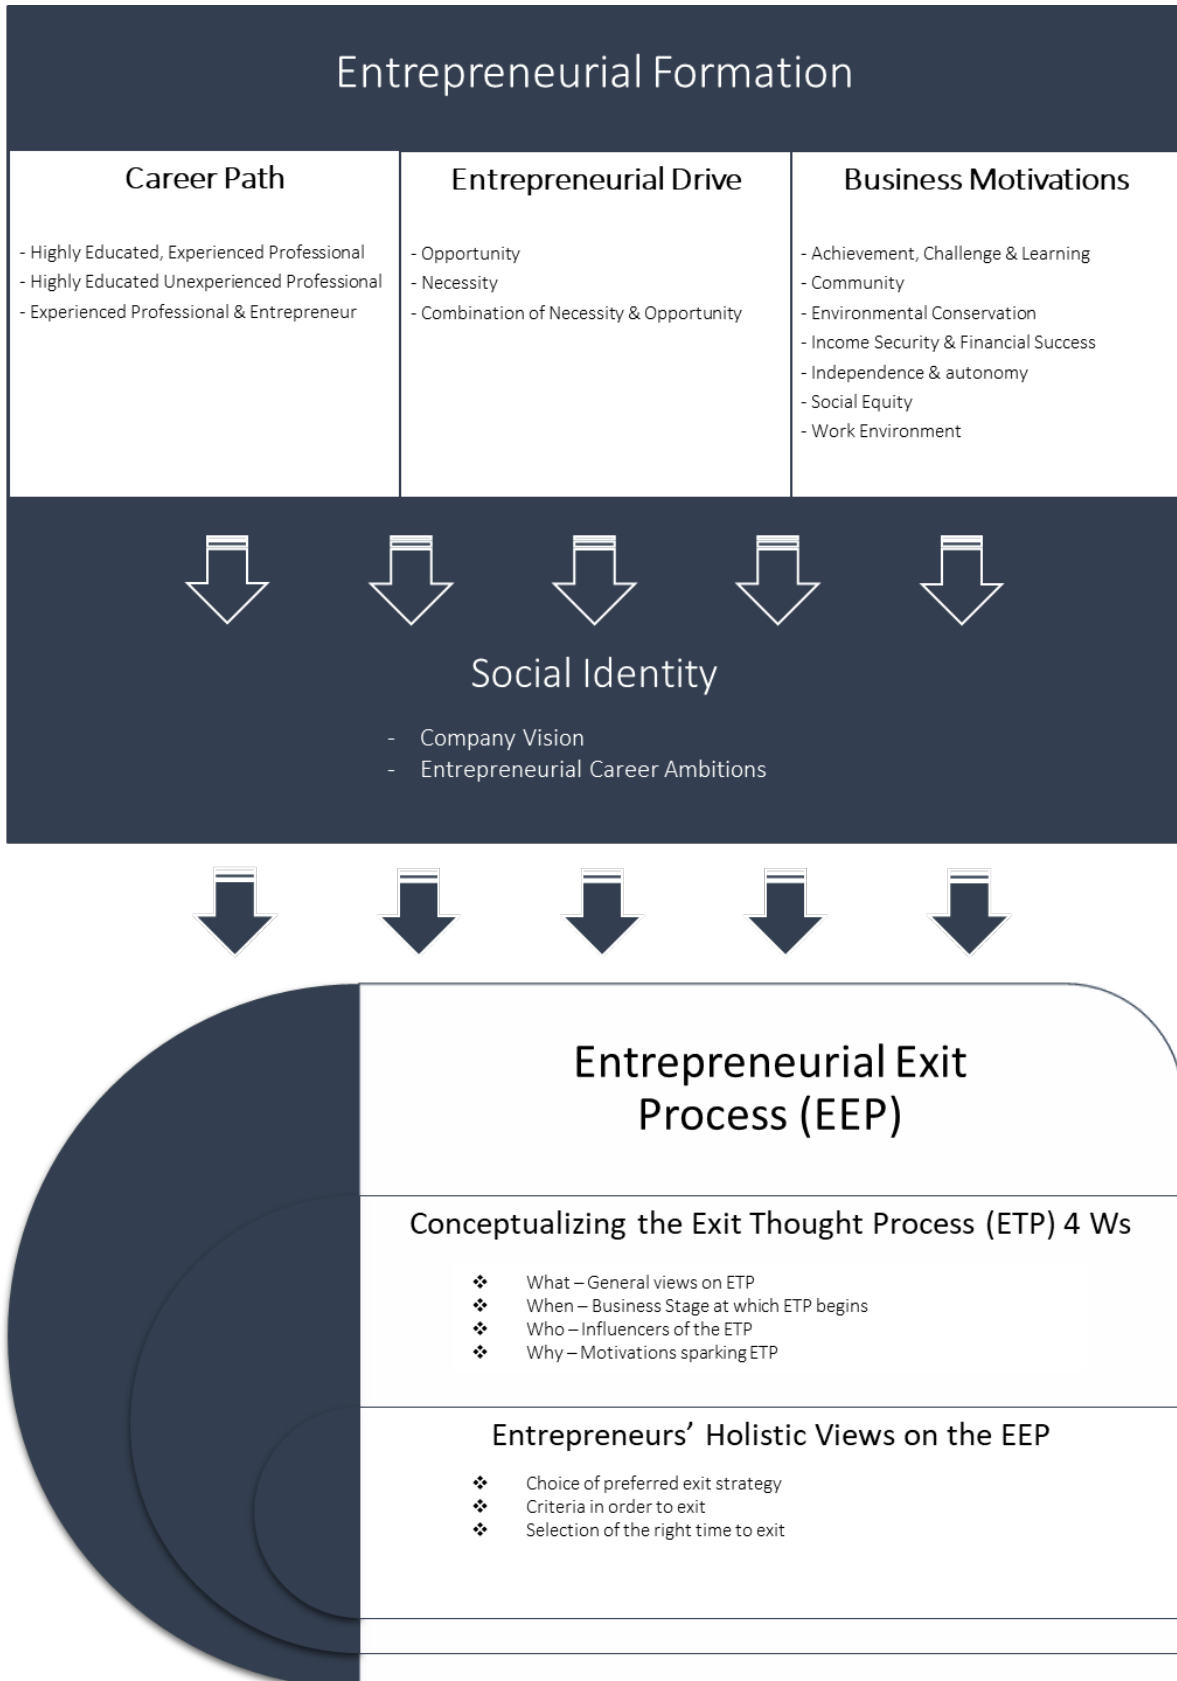 Entrepreneurial Formation
Career Path
- Highly Educated, Experienced Professional
- Highly Educated Unexperienced Professional
- Experienced Professional & Entrepreneur
Entrepreneurial Drive
- Opportunity
- Necessity
- Combination of Necessity & Opportunity
Business Motivations
- Achievement, Challenge & Learning
- Community
- Environmental Conservation
- Income Security & Financial Success
- Independence & autonomy
- Social Equity
- Work Environment
Social Identity
- Company Vision
- Entrepreneurial Career Ambitions
Entrepreneurial Exit
Process (EEP)
Conceptualizing the Exit Thought Process (ETP) 4 Ws
❖ What – General views on ETP
❖ When – Business Stage at which ETP begins
❖ Who – Influencers of the ETP
❖ Why – Motivations sparking ETP
Entrepreneurs’ Holistic Views on the EEP
❖ Choice of preferred exit strategy
❖ Criteria in order to exit
❖ Selection of the right time to exit